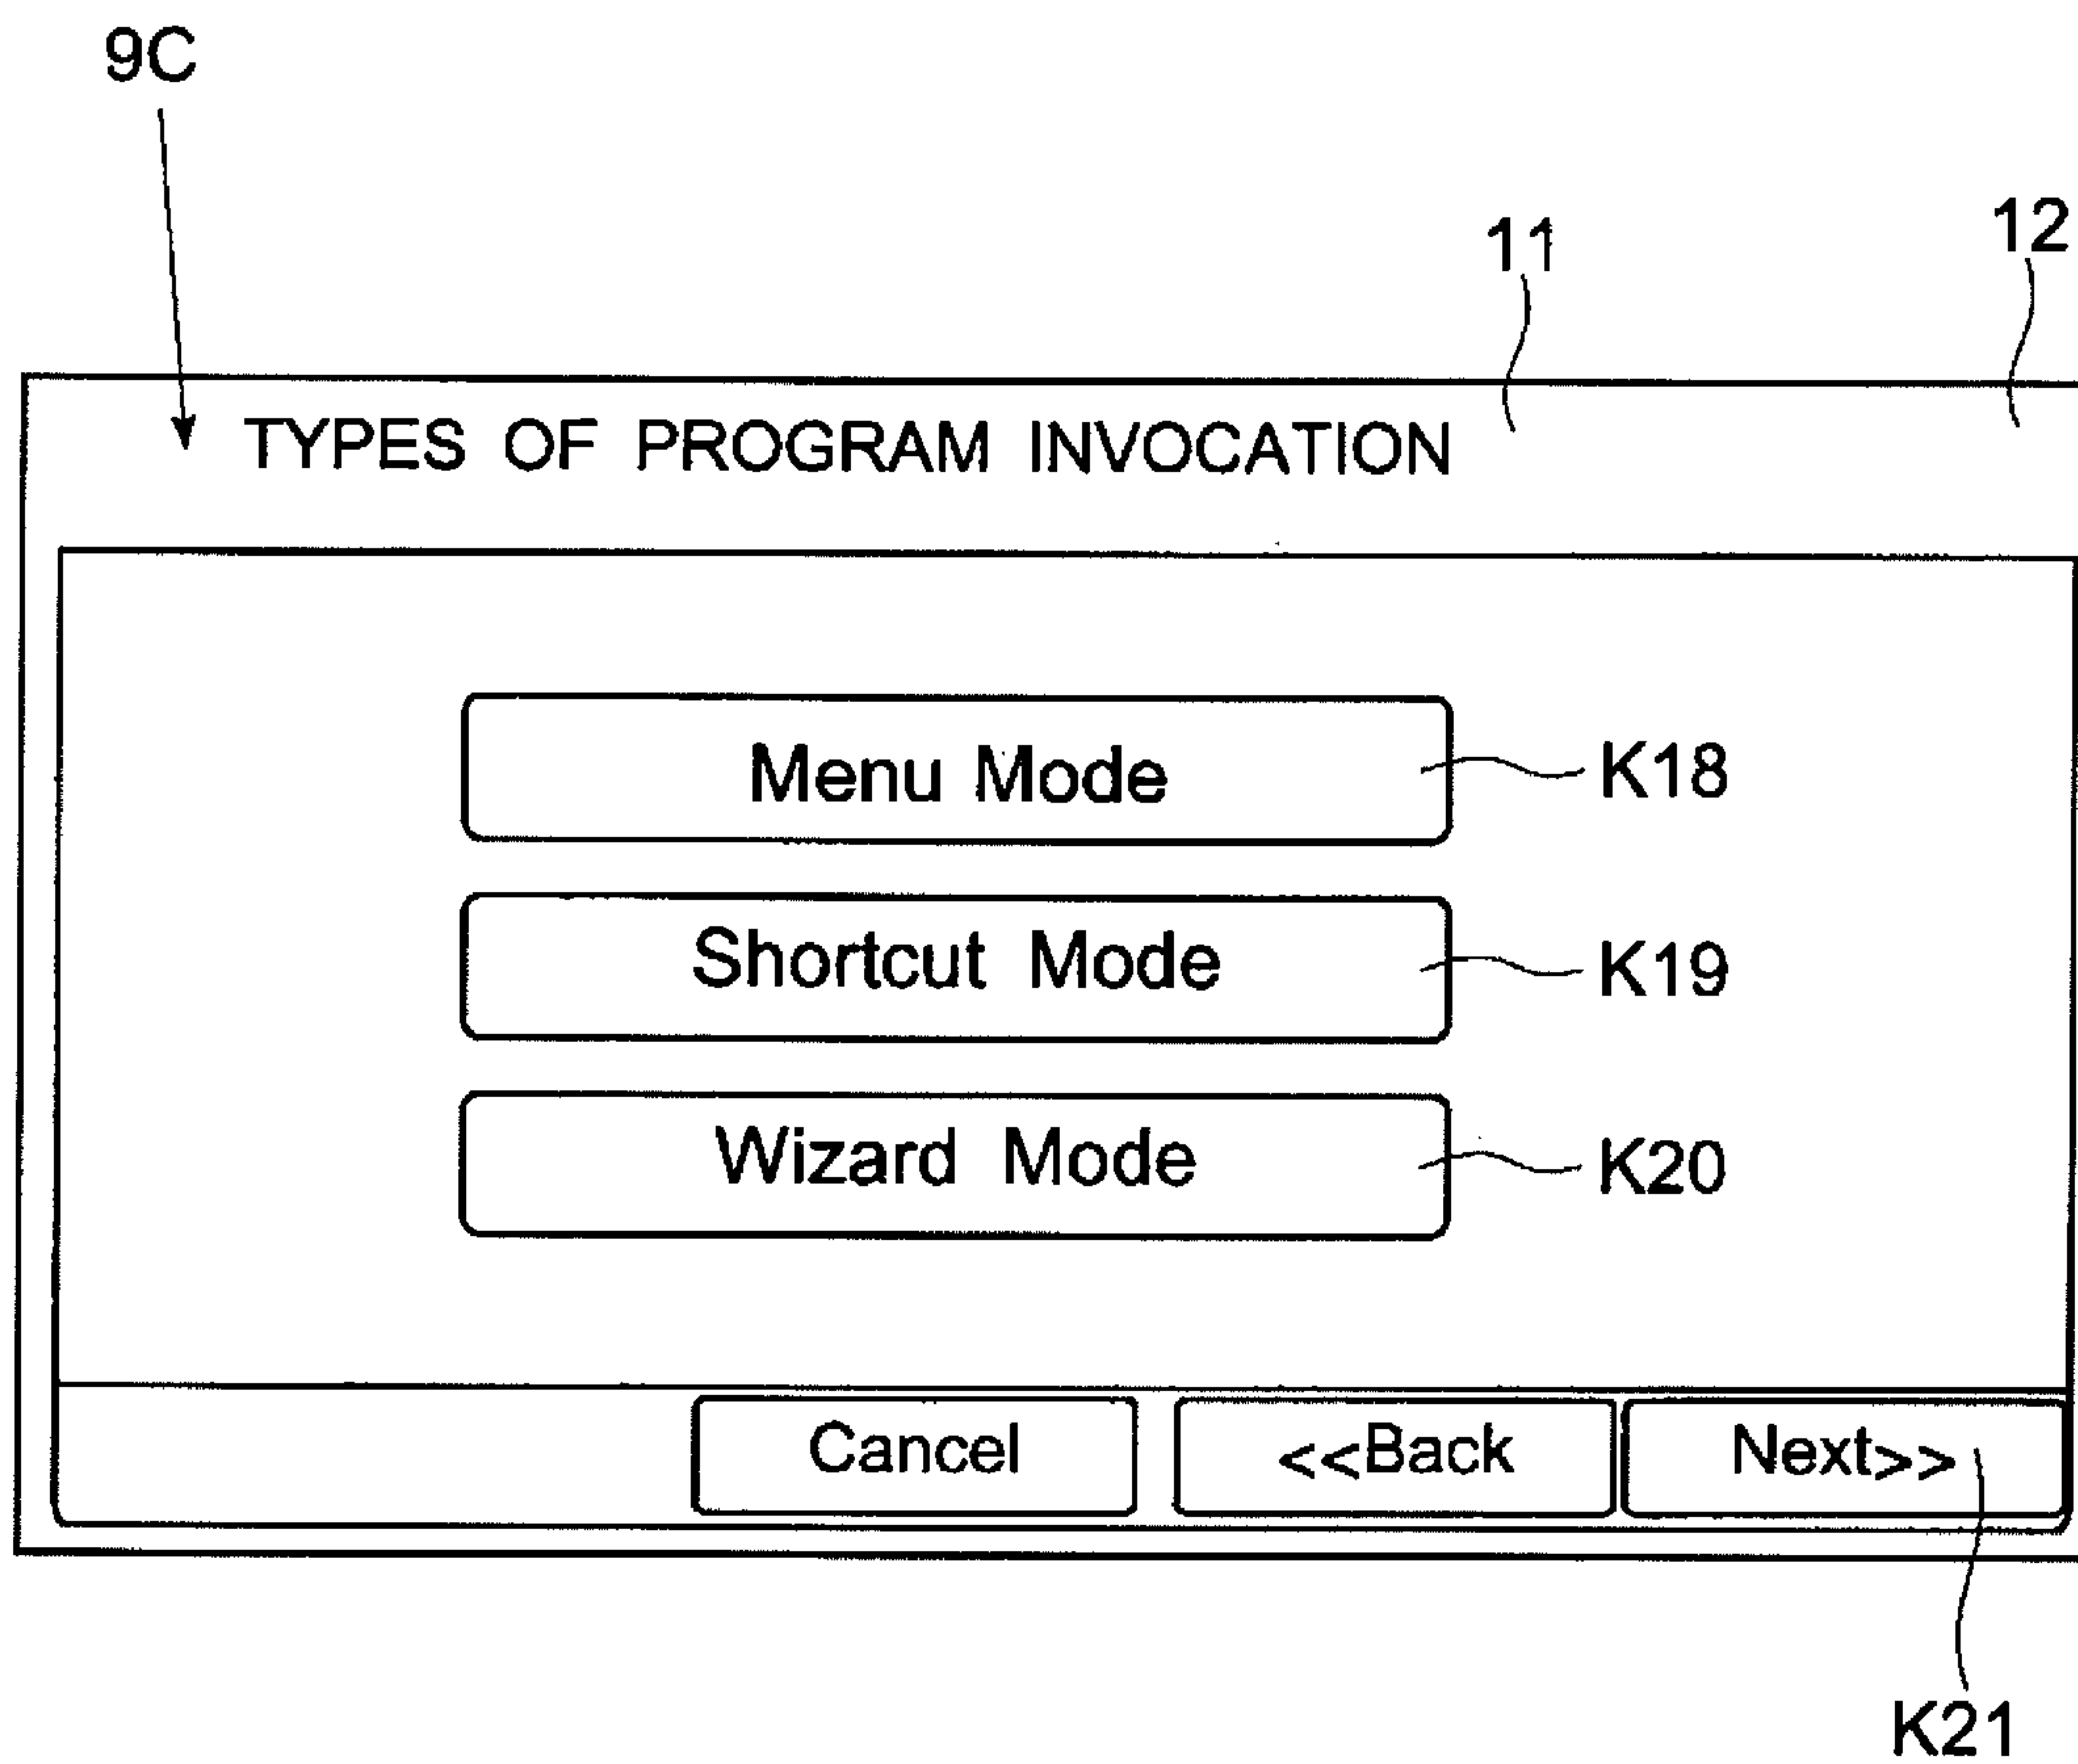 9C
11
12
TYPES OF PROGRAM INVOCATION
Menu Mode
K18
Shortcut Mode
K19
Wizard Mode
K20
Cancel
<<Back
Next>>
K21